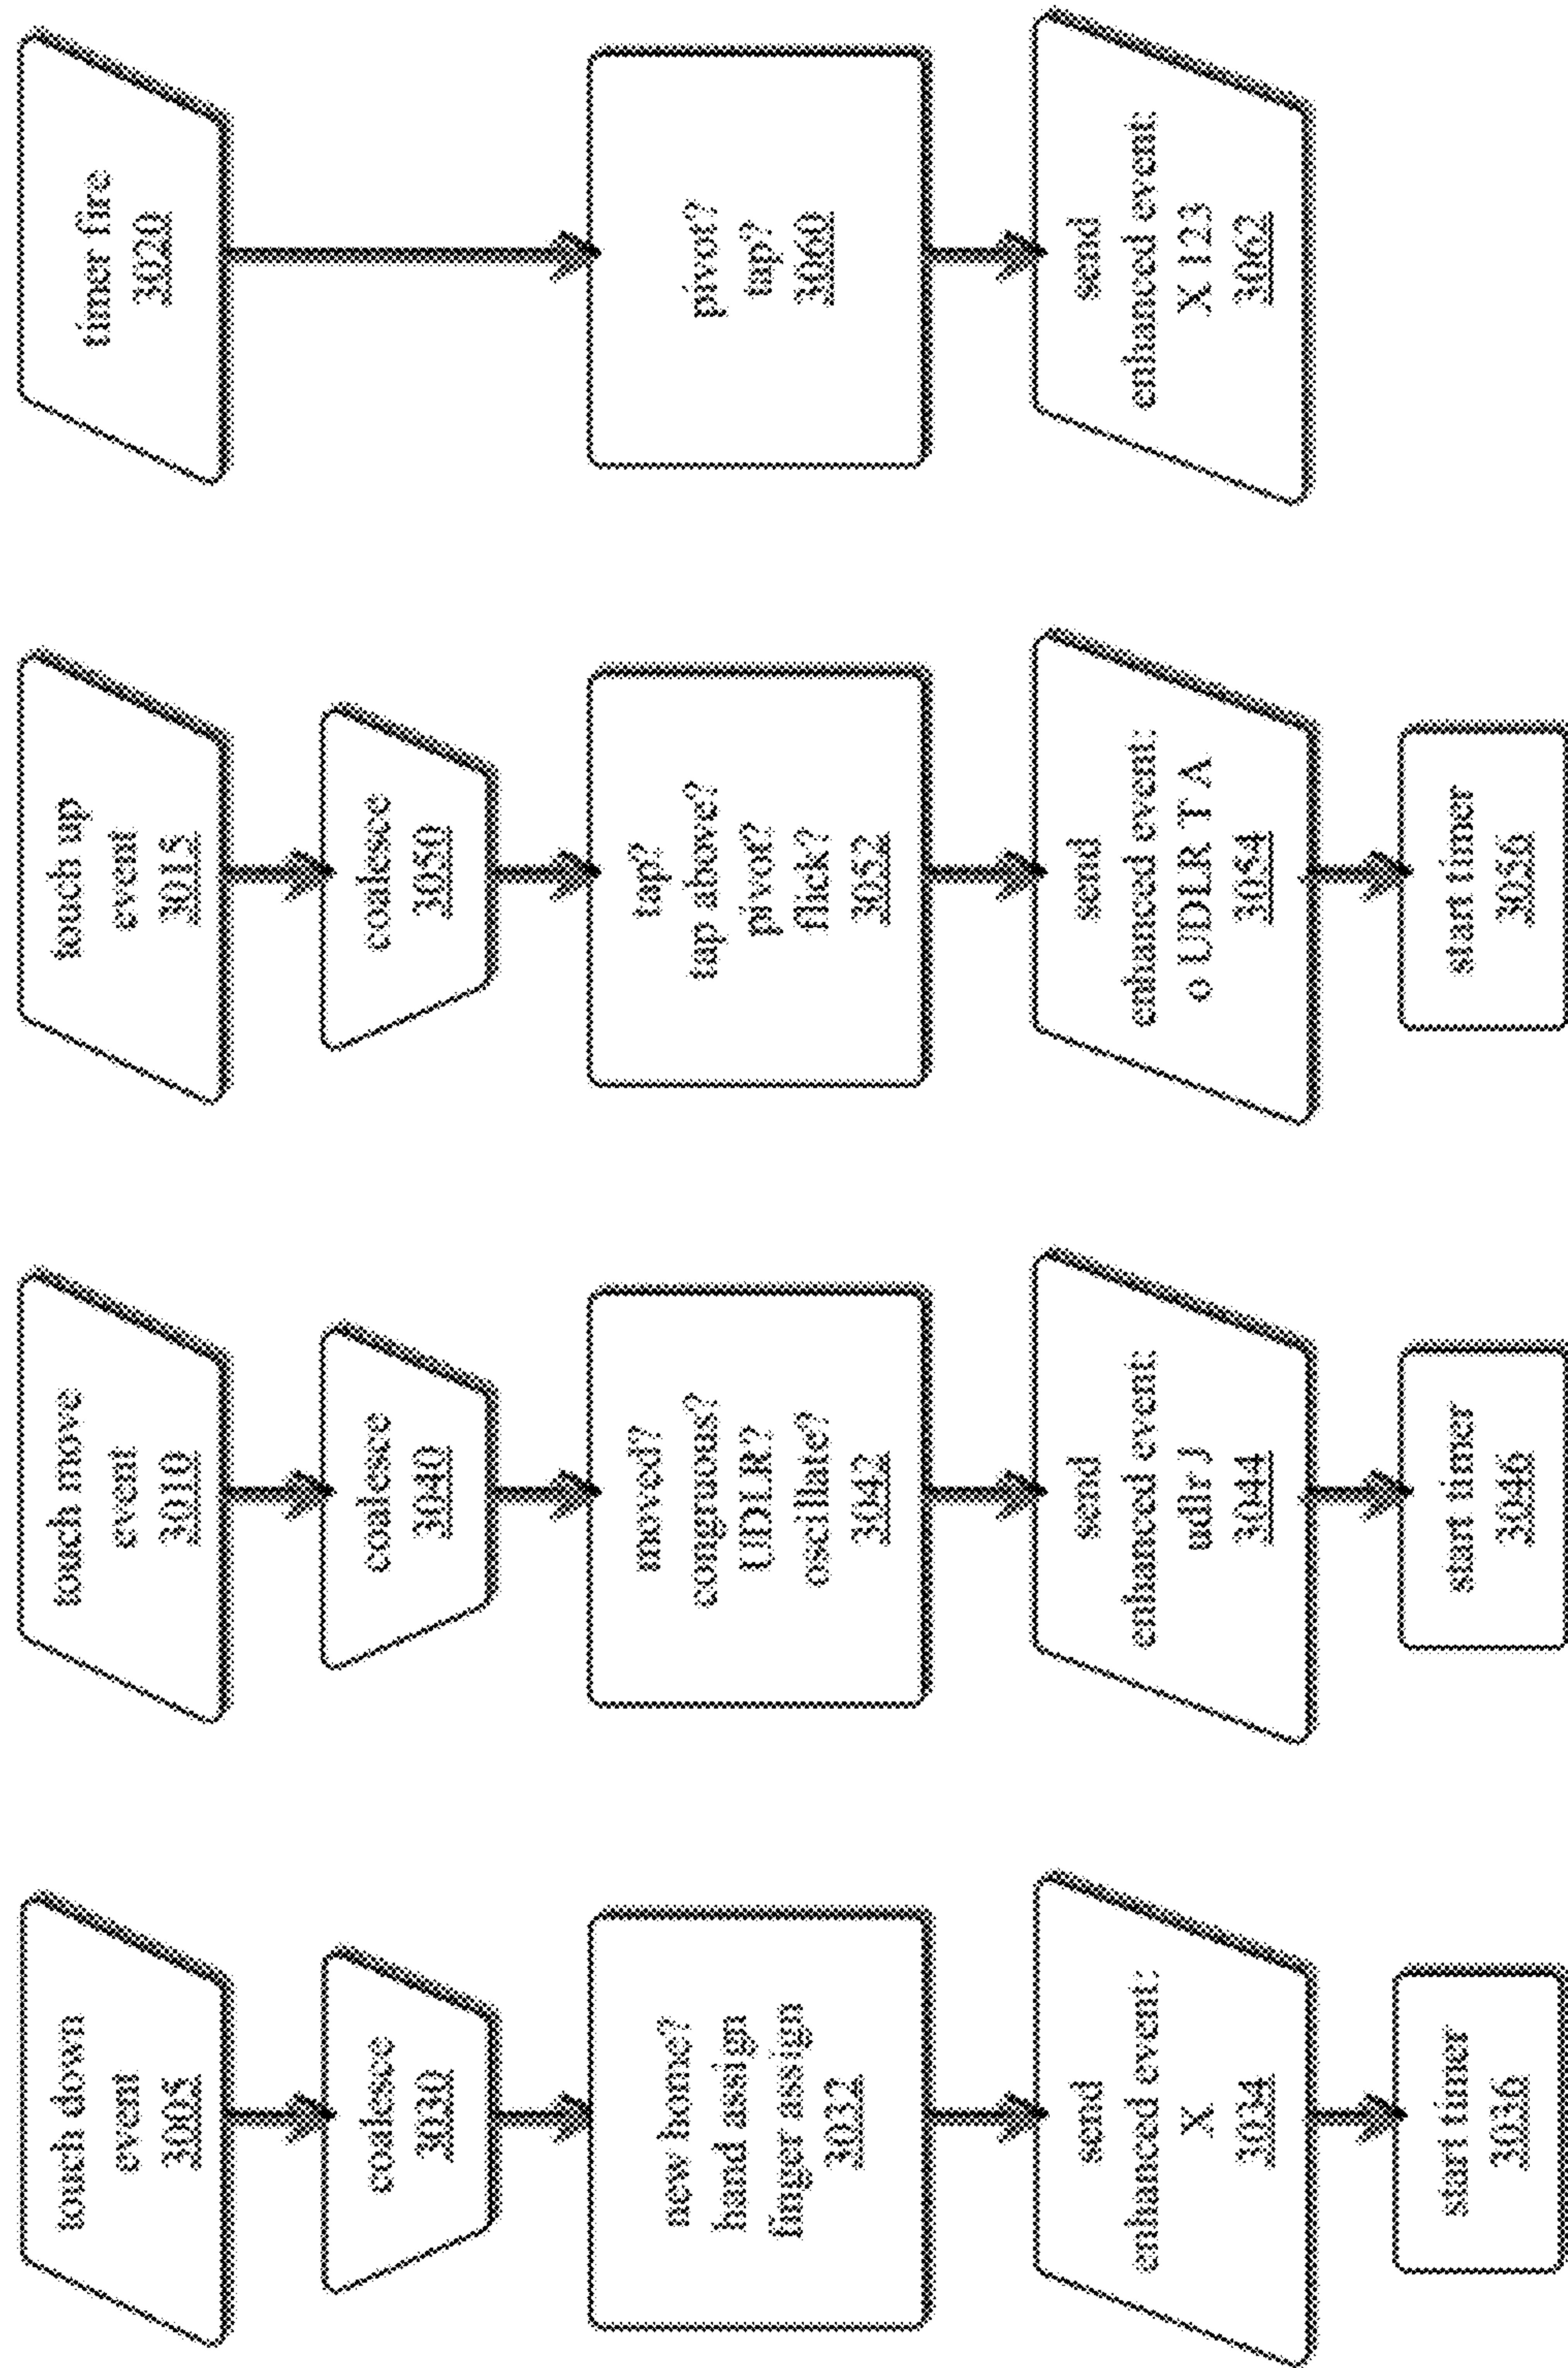 touch down
event
3005
coalesce
3030
new home?
hand assign
finger assign
3032
send
enhanced event:
X
3034
start timer
3036
touch move
event
3010
coalesce
3040
moved?
congruous?
UDLR?
oscillate?
3042
send
enhanced event:
udlr J
3044
start timer
3046
touch up
event
3015
coalesce
3050
tap?
tap above?
pivot?
flick?
3052
send
enhanced event:
o UDLR T A
3054
start timer
3056
timer fire
3020
pivot?
tap?
3060
send
enhanced event:
X 123
3062